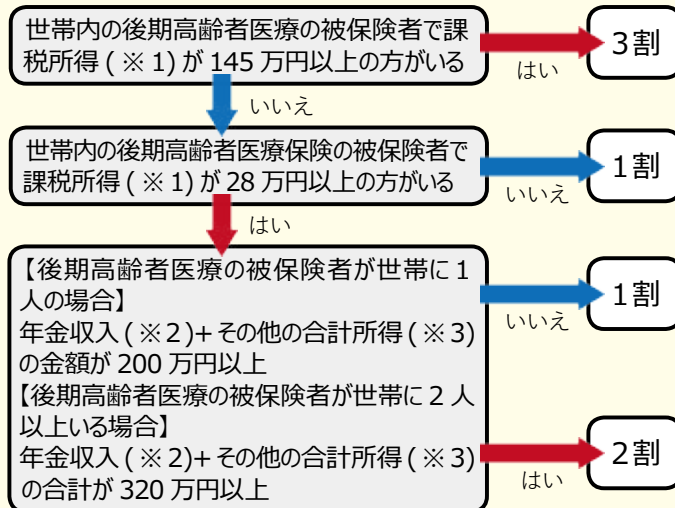 世帯内の後期高齢者医療の被保険者で課
税所得 ( ※ 1) が 145 万円以上の方がいる
はい
3割
いいえ
世帯内の後期高齢者医療保険の被保険者で
課税所得 ( ※ 1) が 28 万円以上の方がいる
いいえ
1割
はい
【後期高齢者医療の被保険者が世帯に 1
人の場合】
年金収入 ( ※2)+ その他の合計所得 ( ※ 3)
の金額が 200 万円以上
【後期高齢者医療の被保険者が世帯に 2 人
以上いる場合】
年金収入 ( ※2)+ その他の合計所得 ( ※ 3)
の合計が 320 万円以上
いいえ
1割
はい
2割